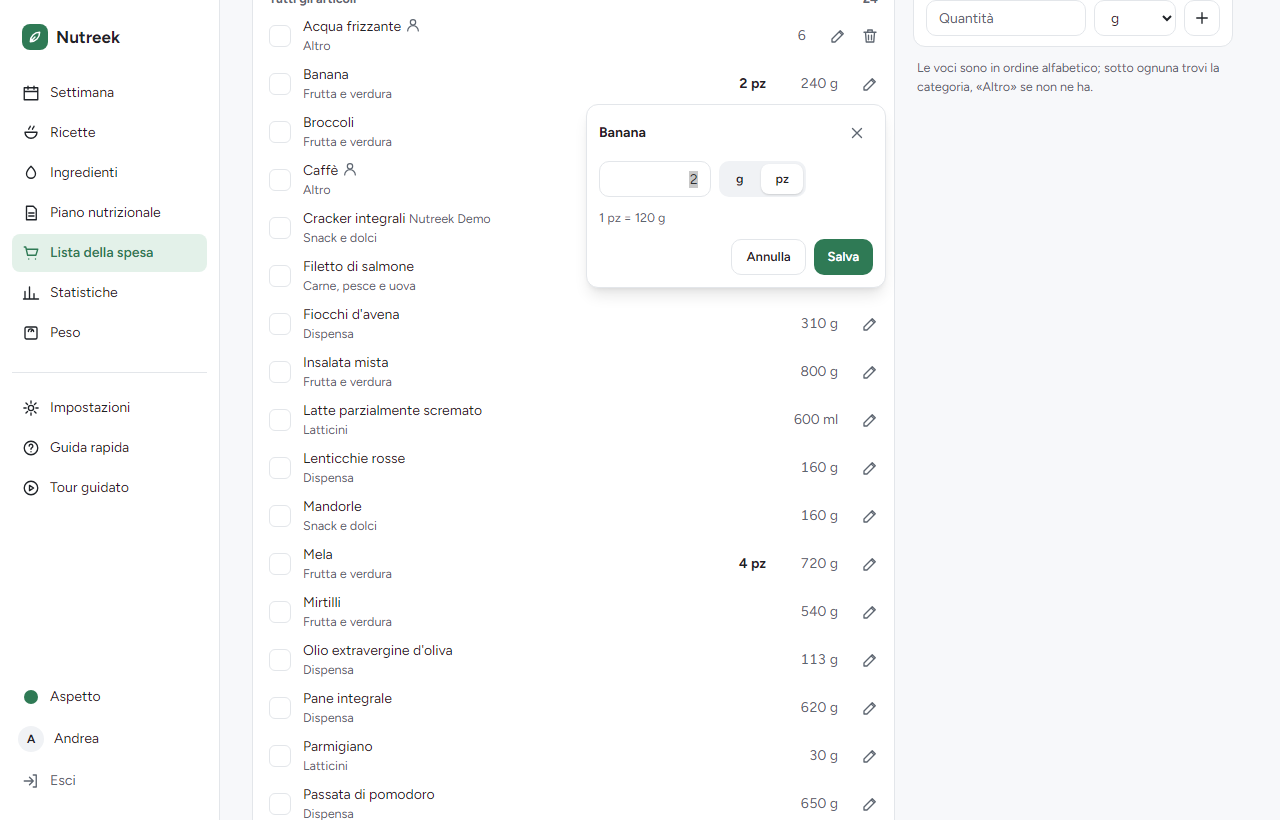 Nutreek
Settimana
Ricette
Ingredienti
Piano nutrizionale
Lista della spesa
Statistiche
Peso
Impostazioni
Guida rapida
Tour guidato
Aspetto
A Andrea
Esci
Tutti gli articoli 24
Acqua frizzante 6
Altro
Banana 2 pz 240 g
Frutta e verdura
Broccoli
Frutta e verdura
Caffè
Altro
Cracker integrali Nutreek Demo
Snack e dolci
Filetto di salmone
Carne, pesce e uova
Fiocchi d'avena 310 g
Dispensa
Insalata mista 800 g
Frutta e verdura
Latte parzialmente scremato 600 ml
Latticini
Lenticchie rosse 160 g
Dispensa
Mandorle 160 g
Snack e dolci
Mela 4 pz 720 g
Frutta e verdura
Mirtilli 540 g
Frutta e verdura
Olio extravergine d'oliva 113 g
Dispensa
Pane integrale 620 g
Dispensa
Parmigiano 30 g
Latticini
Passata di pomodoro 650 g
Dispensa
Banana
2 g pz
1 pz = 120 g
Annulla Salva
Quantità g
Le voci sono in ordine alfabetico; sotto ognuna trovi la
categoria, «Altro» se non ne ha.